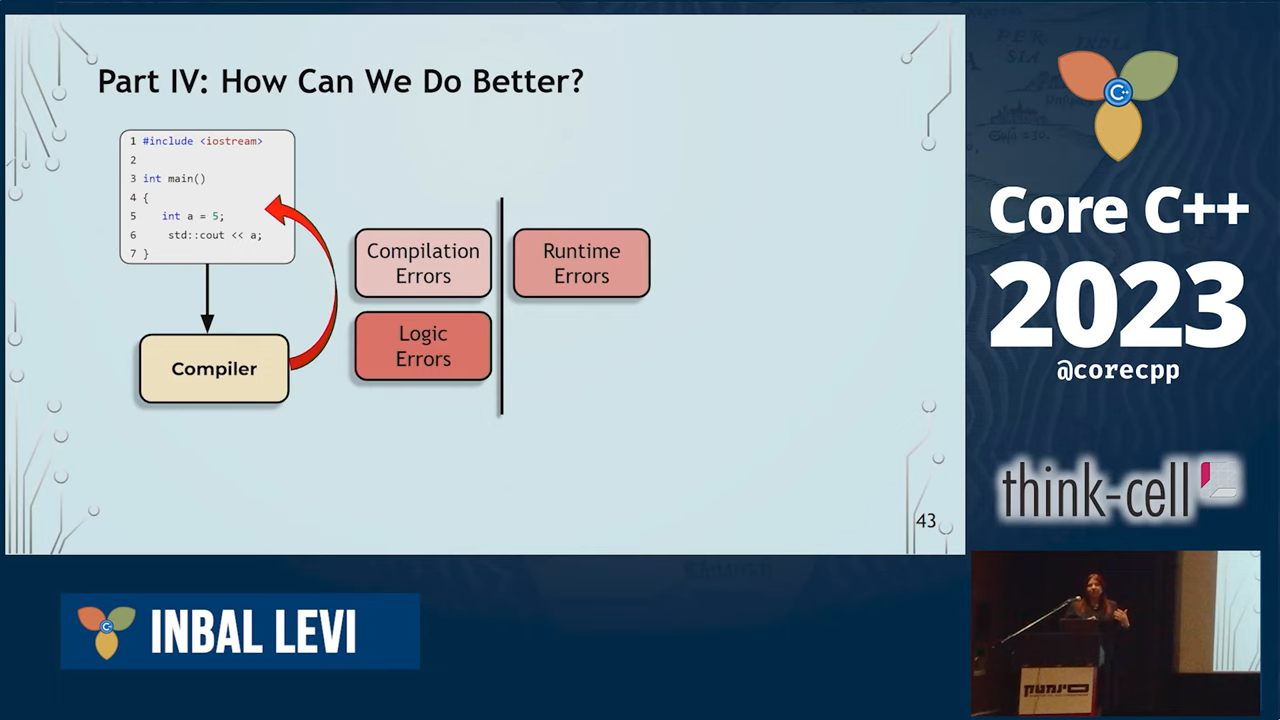 Part IV: How Can We Do Better?
1 #include <iostream>
2
3 int main()
4 {
5 int a = 5;
6 std::cout << a;
7 }
Compiler
Compilation
Errors
Logic
Errors
Runtime
Errors
43
C++
Core C++
2023
@corecpp
think-cell
C++
INBAL LEVI
סינמטק